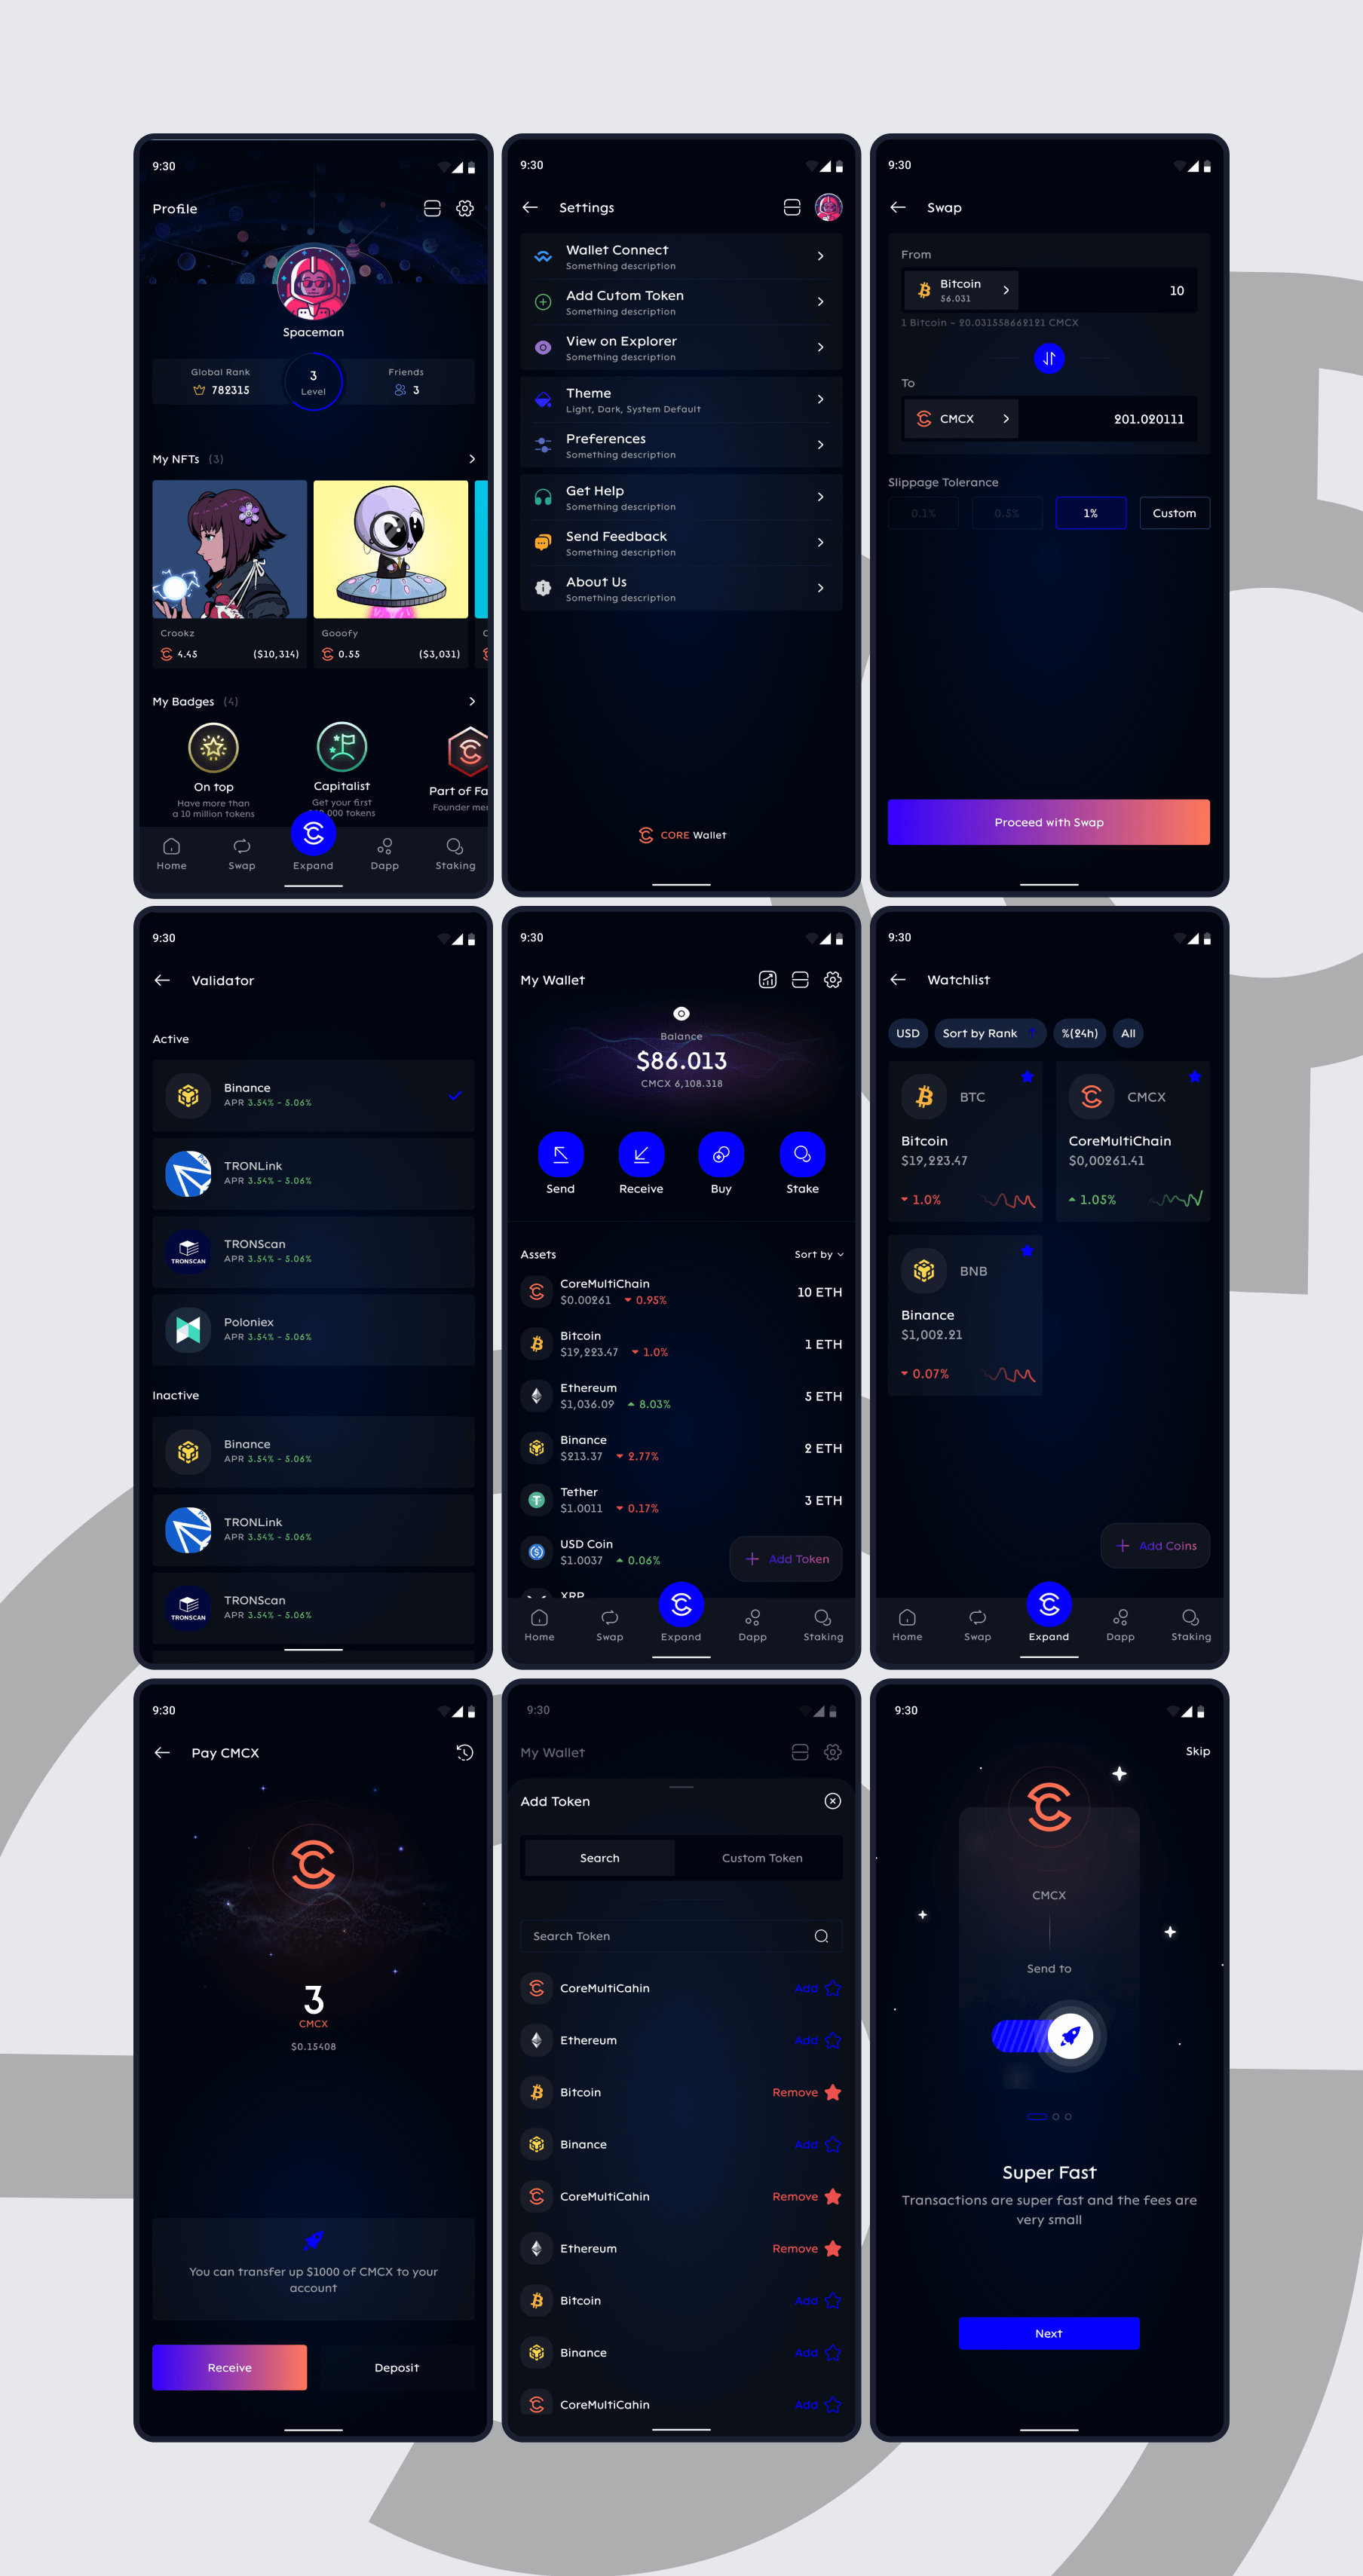 9:30
Profile
Spaceman
Global Rank
782315
3
Level
Friends
3
My NFTs (3)
Crookz
4.45 ($10,314)
Gooofy
0.55 ($3,031)
My Badges (4)
On top
Have more than
a 10 million tokens
Capitalist
Get your first
000 tokens
Part of Fa
Founder mer
Home
Swap
Expand
Dapp
Staking
9:30
Settings
Wallet Connect
Something description
Add Cutom Token
Something description
View on Explorer
Something description
Theme
Light, Dark, System Default
Preferences
Something description
Get Help
Something description
Send Feedback
Something description
About Us
Something description
CORE Wallet
9:30
Swap
From
Bitcoin
56.031
10
1 Bitcoin ~ 20.031558662121 CMCX
To
CMCX
201.020111
Slippage Tolerance
0.1%
0.5%
1%
Custom
Proceed with Swap
9:30
Validator
Active
Binance
APR 3.54% - 5.06%
TRONLink
APR 3.54% - 5.06%
PRO
TRONScan
APR 3.54% - 5.06%
TRONSCAN
Poloniex
APR 3.54% - 5.06%
Inactive
Binance
APR 3.54% - 5.06%
TRONLink
APR 3.54% - 5.06%
PRO
TRONScan
APR 3.54% - 5.06%
TRONSCAN
9:30
My Wallet
Balance
$86.013
CMCX 6,108.318
Send
Receive
Buy
Stake
Assets
Sort by
CoreMultiChain
$0.00261 0.95%
10 ETH
Bitcoin
$19,223.47 1.0%
1 ETH
Ethereum
$1,036.09 8.03%
5 ETH
Binance
$213.37 2.77%
2 ETH
Tether
$1.0011 0.17%
3 ETH
USD Coin
$1.0037 0.06%
Add Token
XRP
Home
Swap
Expand
Dapp
Staking
9:30
Watchlist
USD
Sort by Rank
%(24h)
All
BTC
Bitcoin
$19,223.47
1.0%
CMCX
CoreMultiChain
$0,00261.41
1.05%
BNB
Binance
$1,002.21
0.07%
Add Coins
Home
Swap
Expand
Dapp
Staking
9:30
Pay CMCX
3
CMCX
$0.15408
You can transfer up $1000 of CMCX to your
account
Receive
Deposit
9:30
My Wallet
Add Token
Search
Custom Token
Search Token
CoreMultiCahin
Add
Ethereum
Add
Bitcoin
Remove
Binance
Add
CoreMultiCahin
Remove
Ethereum
Remove
Bitcoin
Add
Binance
Add
CoreMultiCahin
Add
9:30
Skip
CMCX
Send to
Super Fast
Transactions are super fast and the fees are
very small
Next